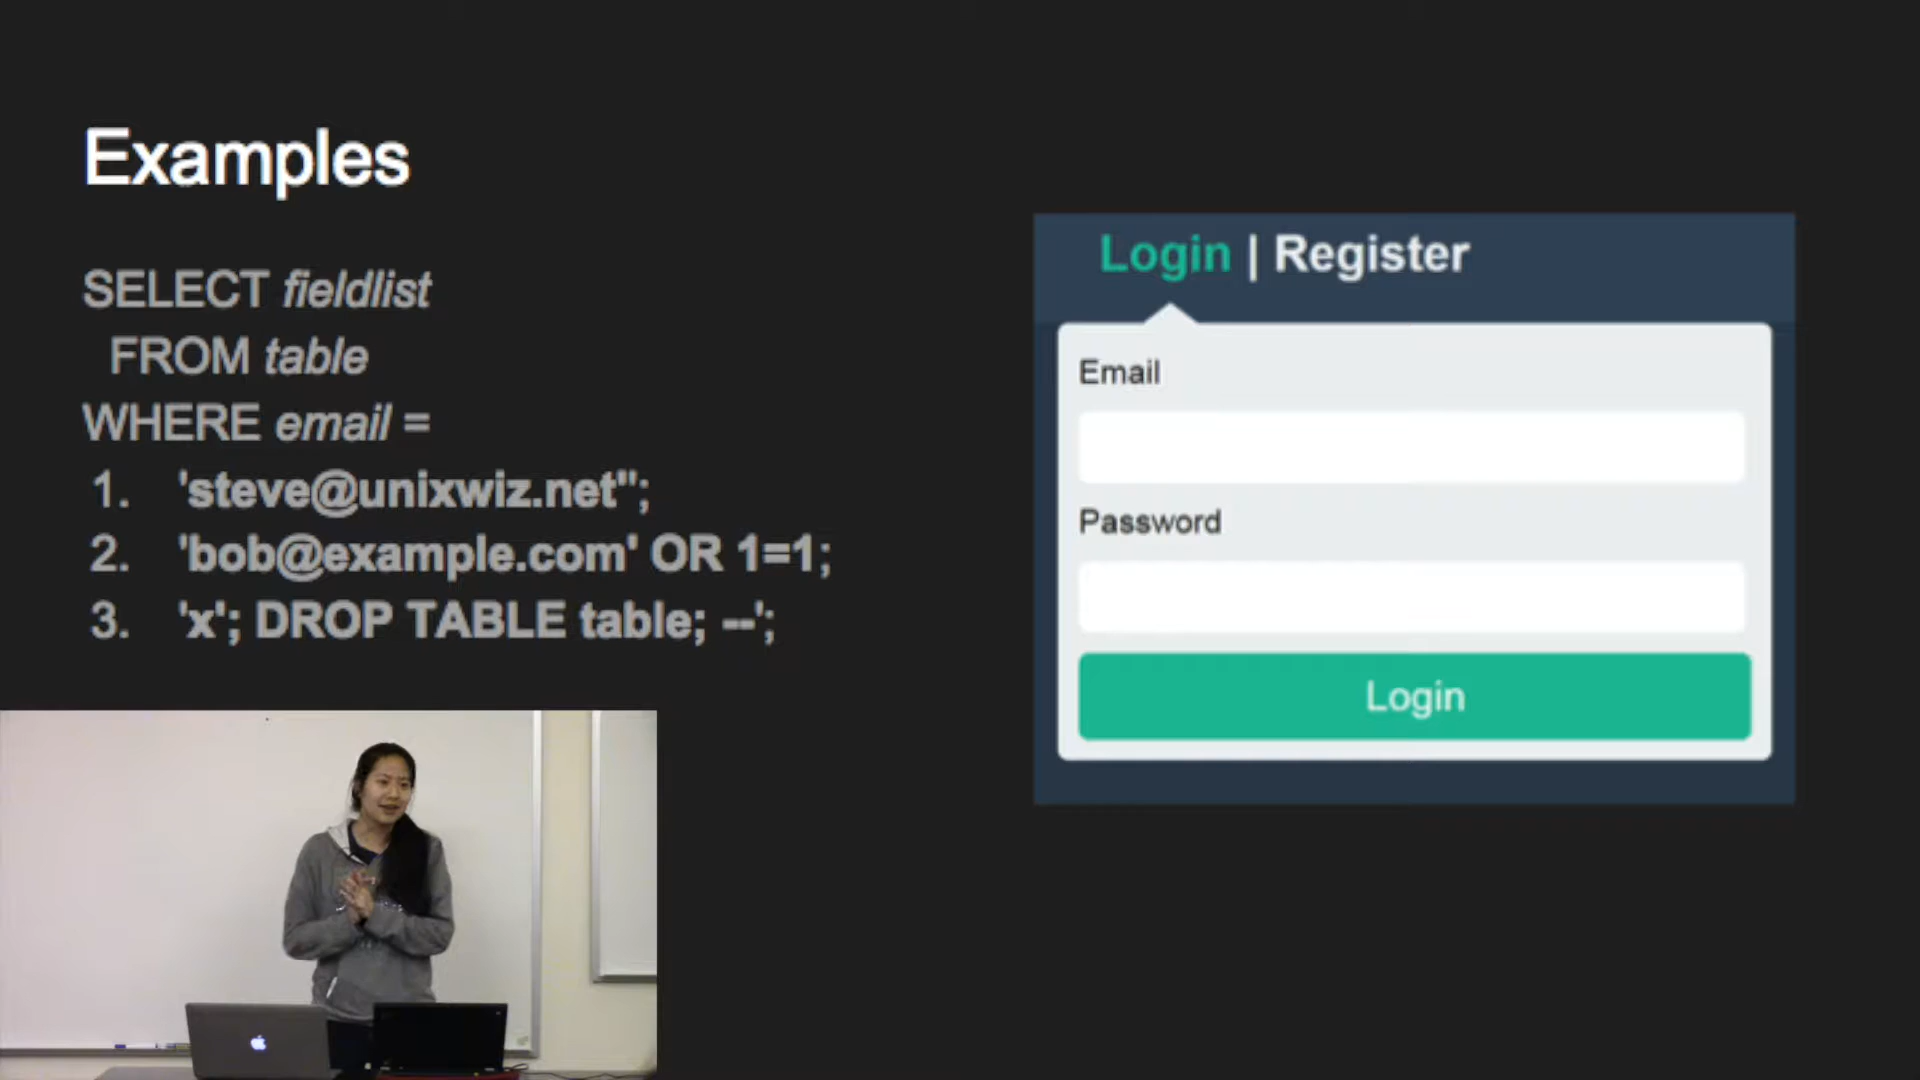 Examples
SELECT fieldlist
FROM table
WHERE email =
1. 'steve@unixwiz.net'';
2. 'bob@example.com' OR 1=1;
3. 'x'; DROP TABLE table; --';
Login | Register
Email
Password
Login